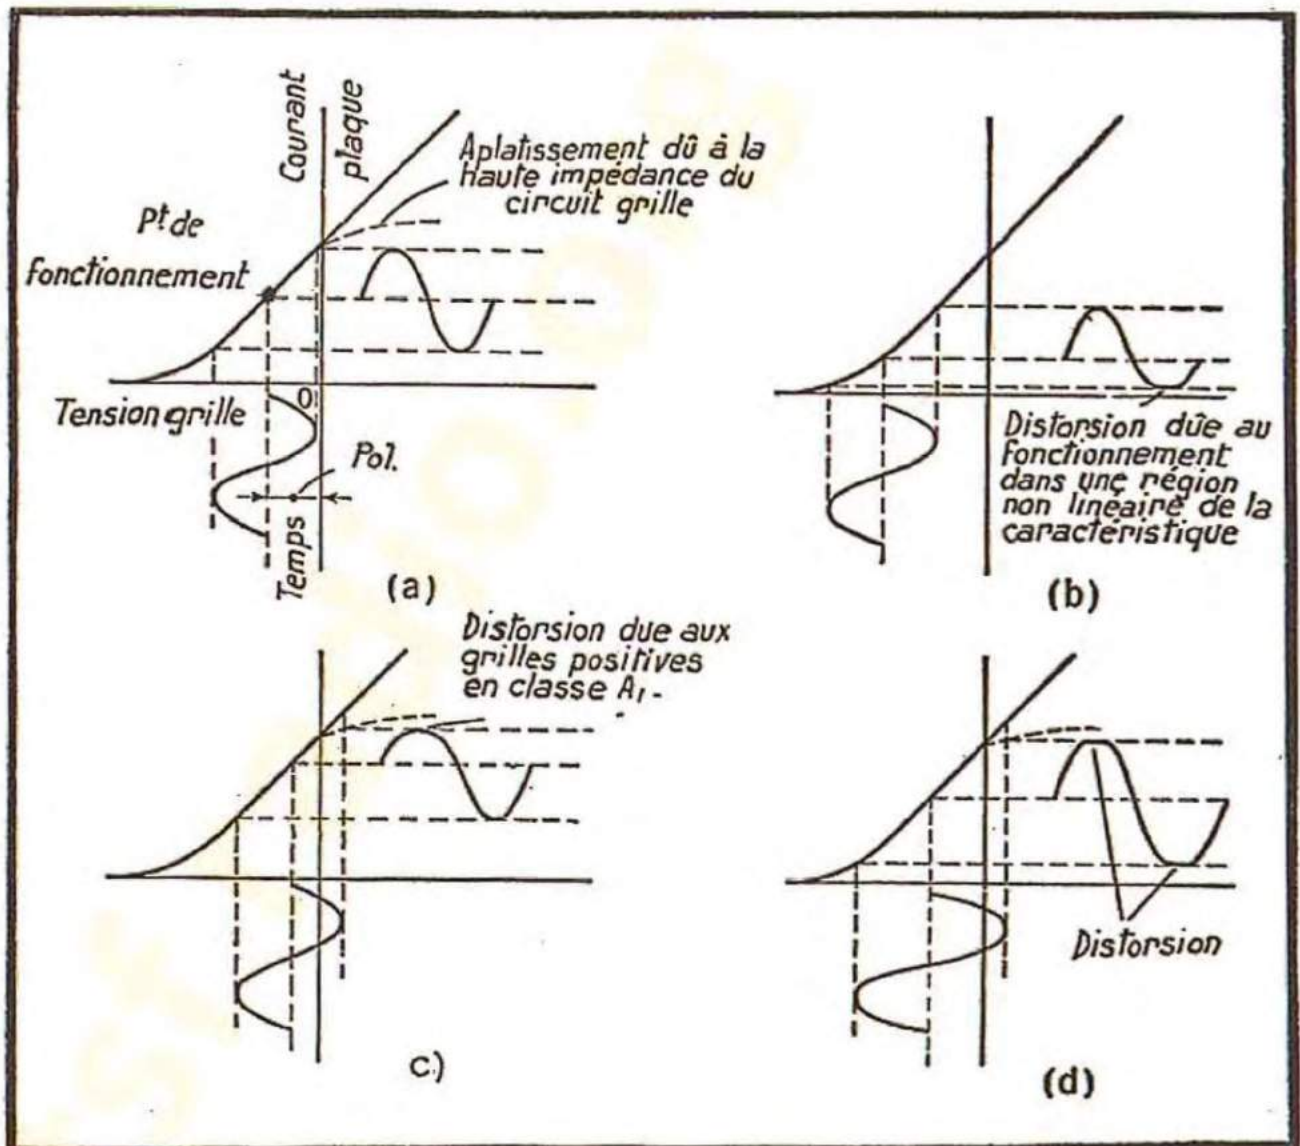 Courant
plaque
Aplatissement dû à la
haute impédance du
circuit grille
Pt de
fonctionnement
O
Tension grille
Pol.
Temps
(a)
Distorsion dûe au
fonctionnement
dans une région
non linéaire de la
caractéristique
(b)
Distorsion due aux
grilles positives
en classe A1-
c)
Distorsion
(d)